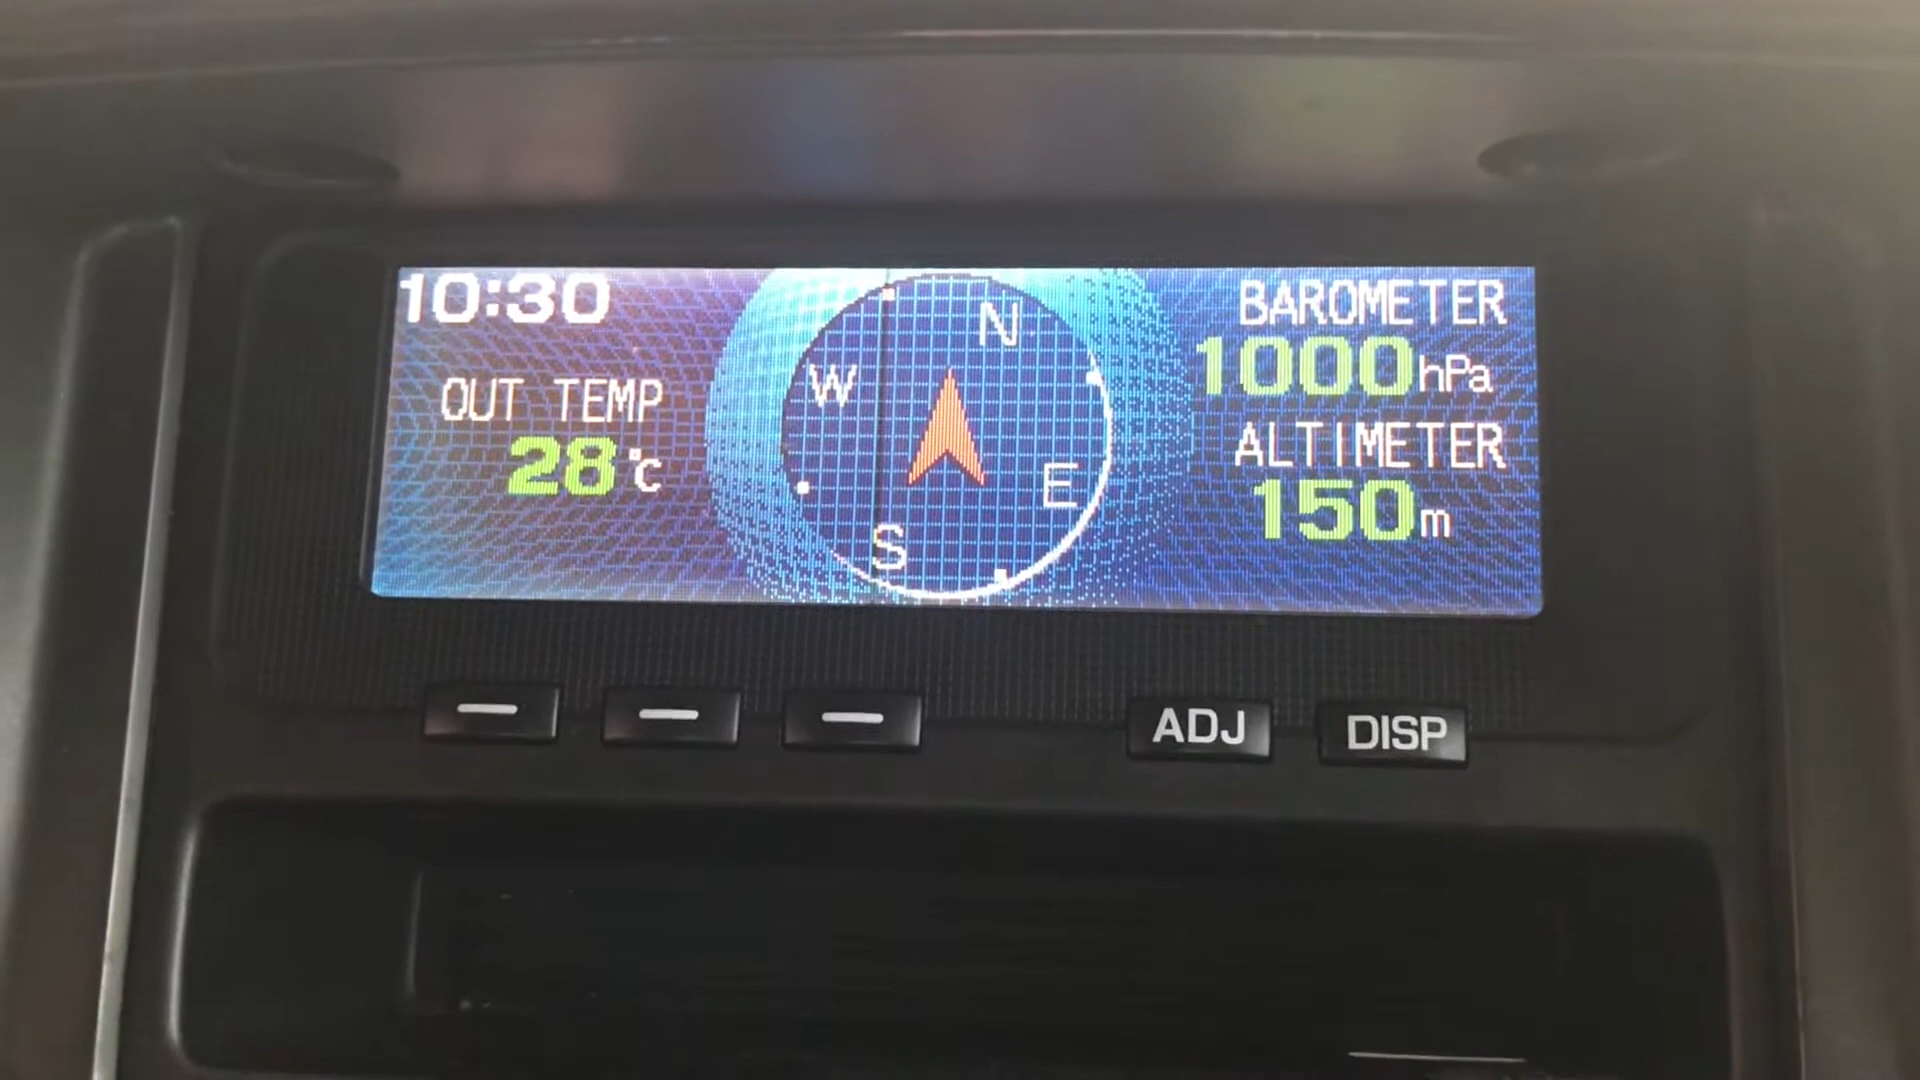 10:30
OUT TEMP
28°C
N
W
E
S
BAROMETER
1000hPa
ALTIMETER
150m
ADJ
DISP